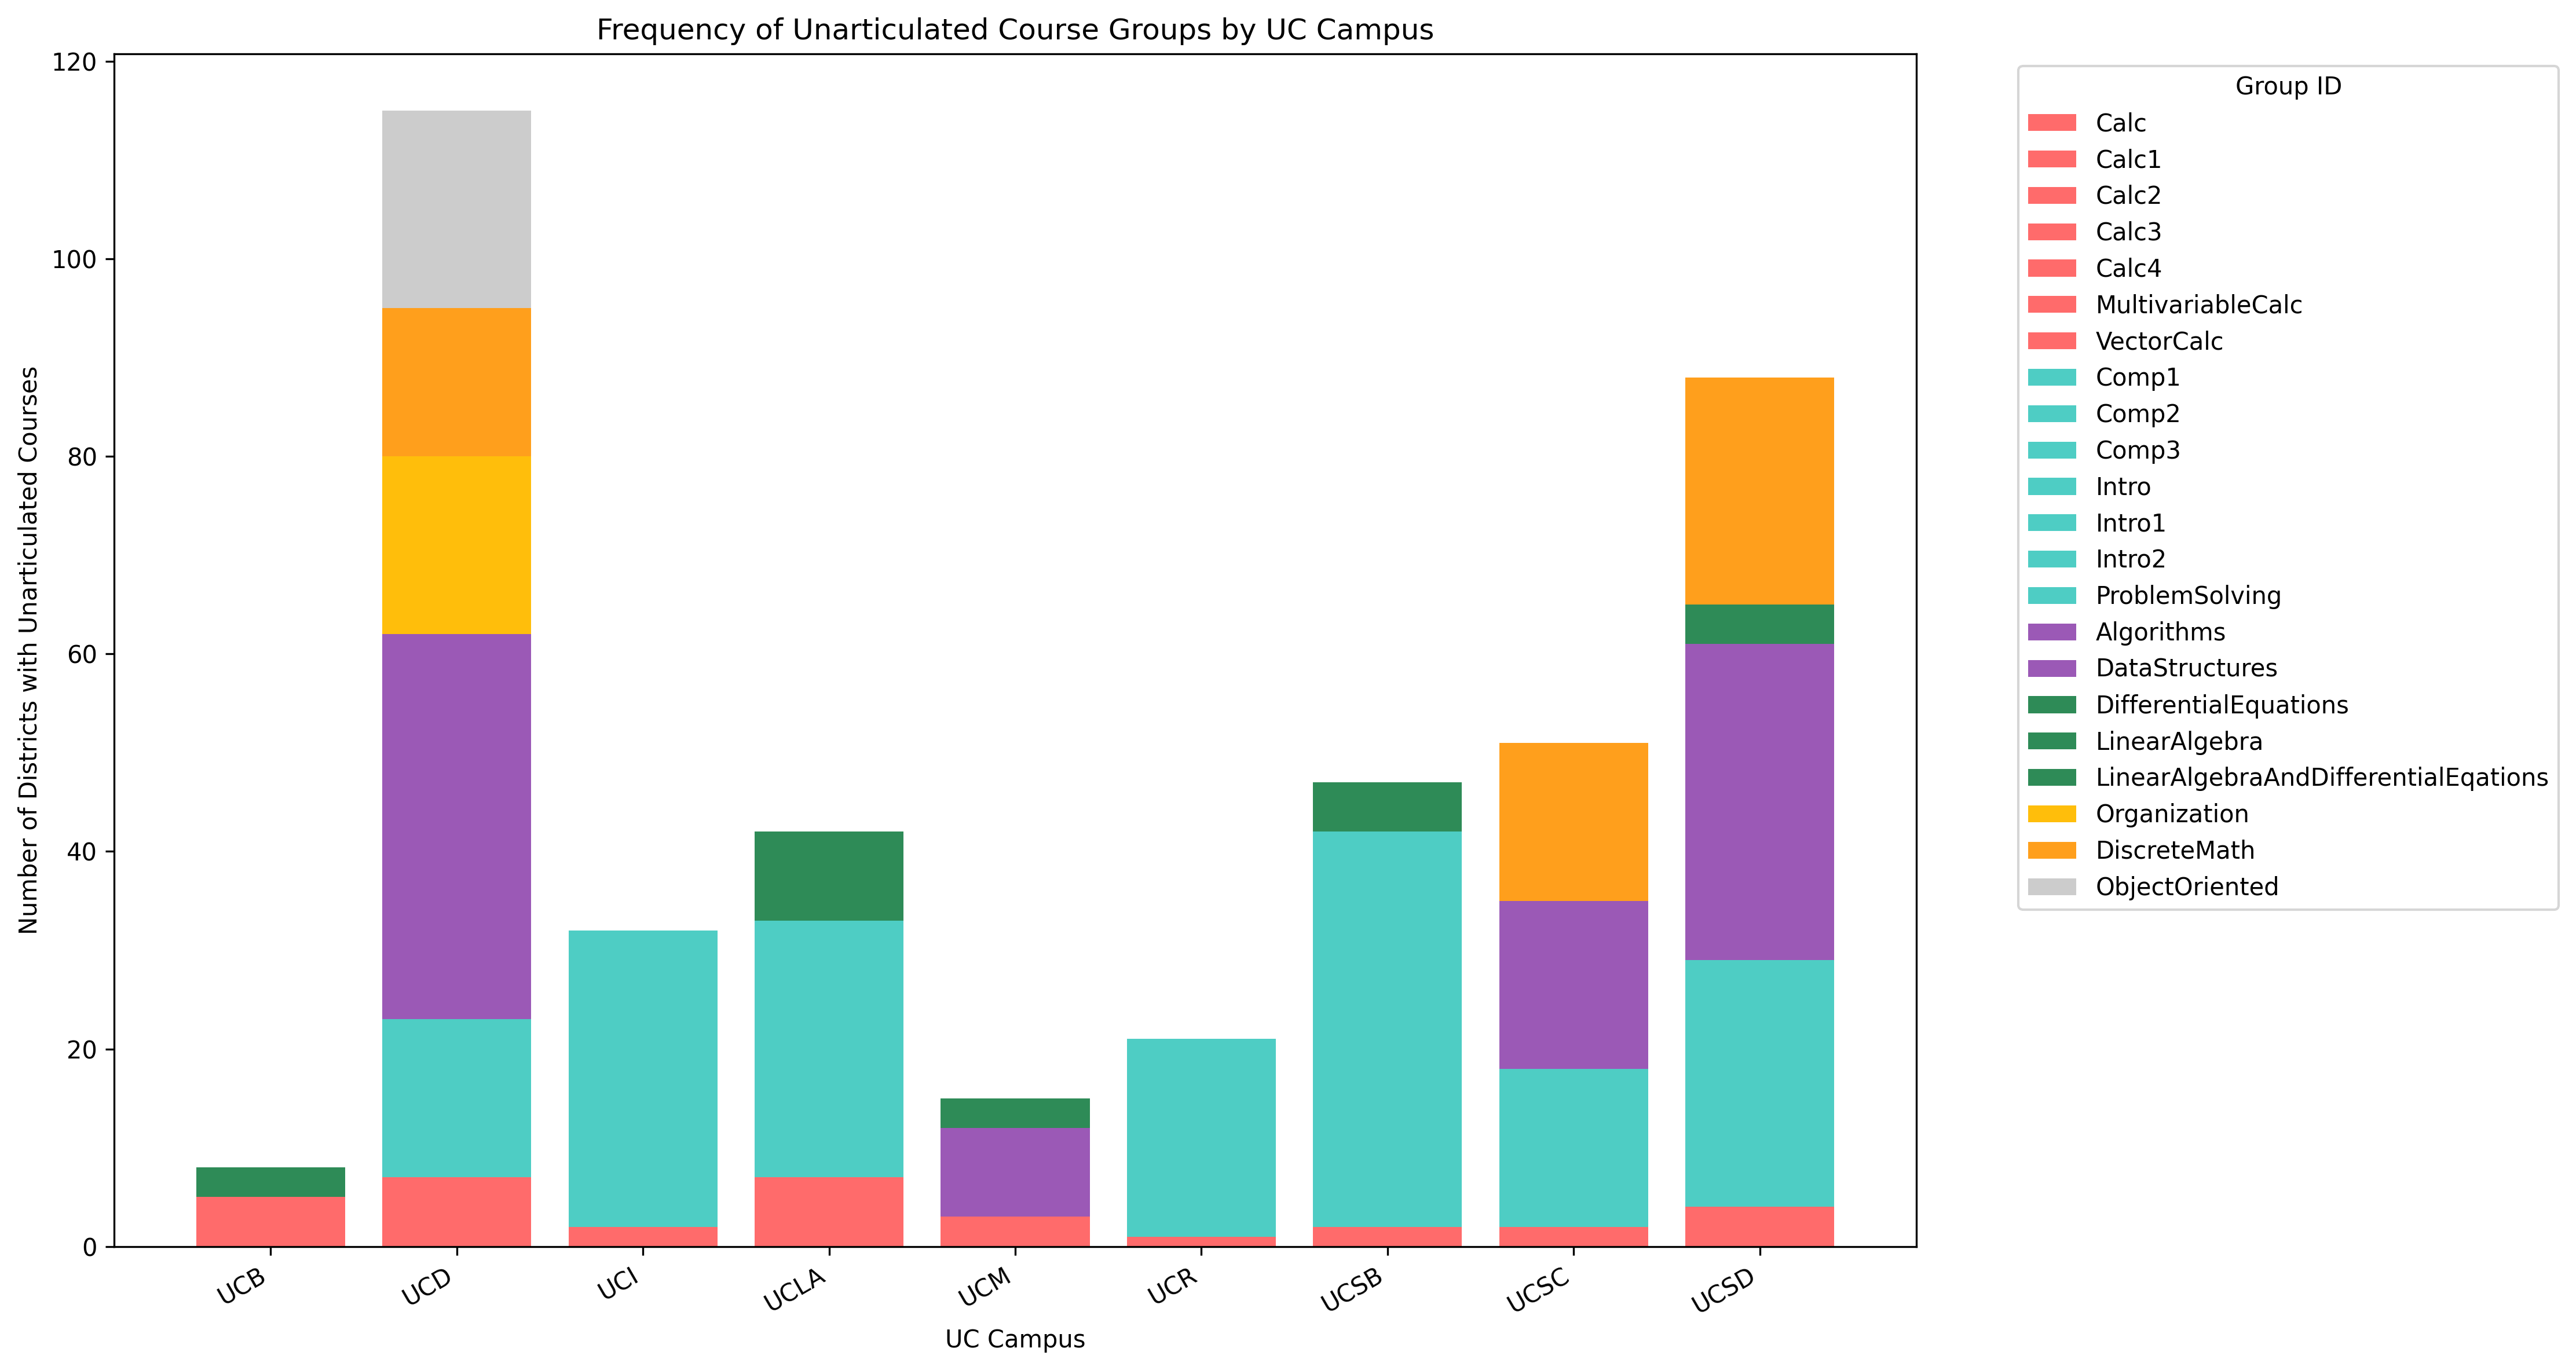 Frequency of Unarticulated Course Groups by UC Campus
Number of Districts with Unarticulated Courses
120
100
80
60
40
20
0
UCB
UCD
UCI
UCLA
UCM
UCR
UCSB
UCSC
UCSD
UC Campus
Group ID
Calc
Calc1
Calc2
Calc3
Calc4
MultivariableCalc
VectorCalc
Comp1
Comp2
Comp3
Intro
Intro1
Intro2
ProblemSolving
Algorithms
DataStructures
DifferentialEquations
LinearAlgebra
LinearAlgebraAndDifferentialEqations
Organization
DiscreteMath
ObjectOriented